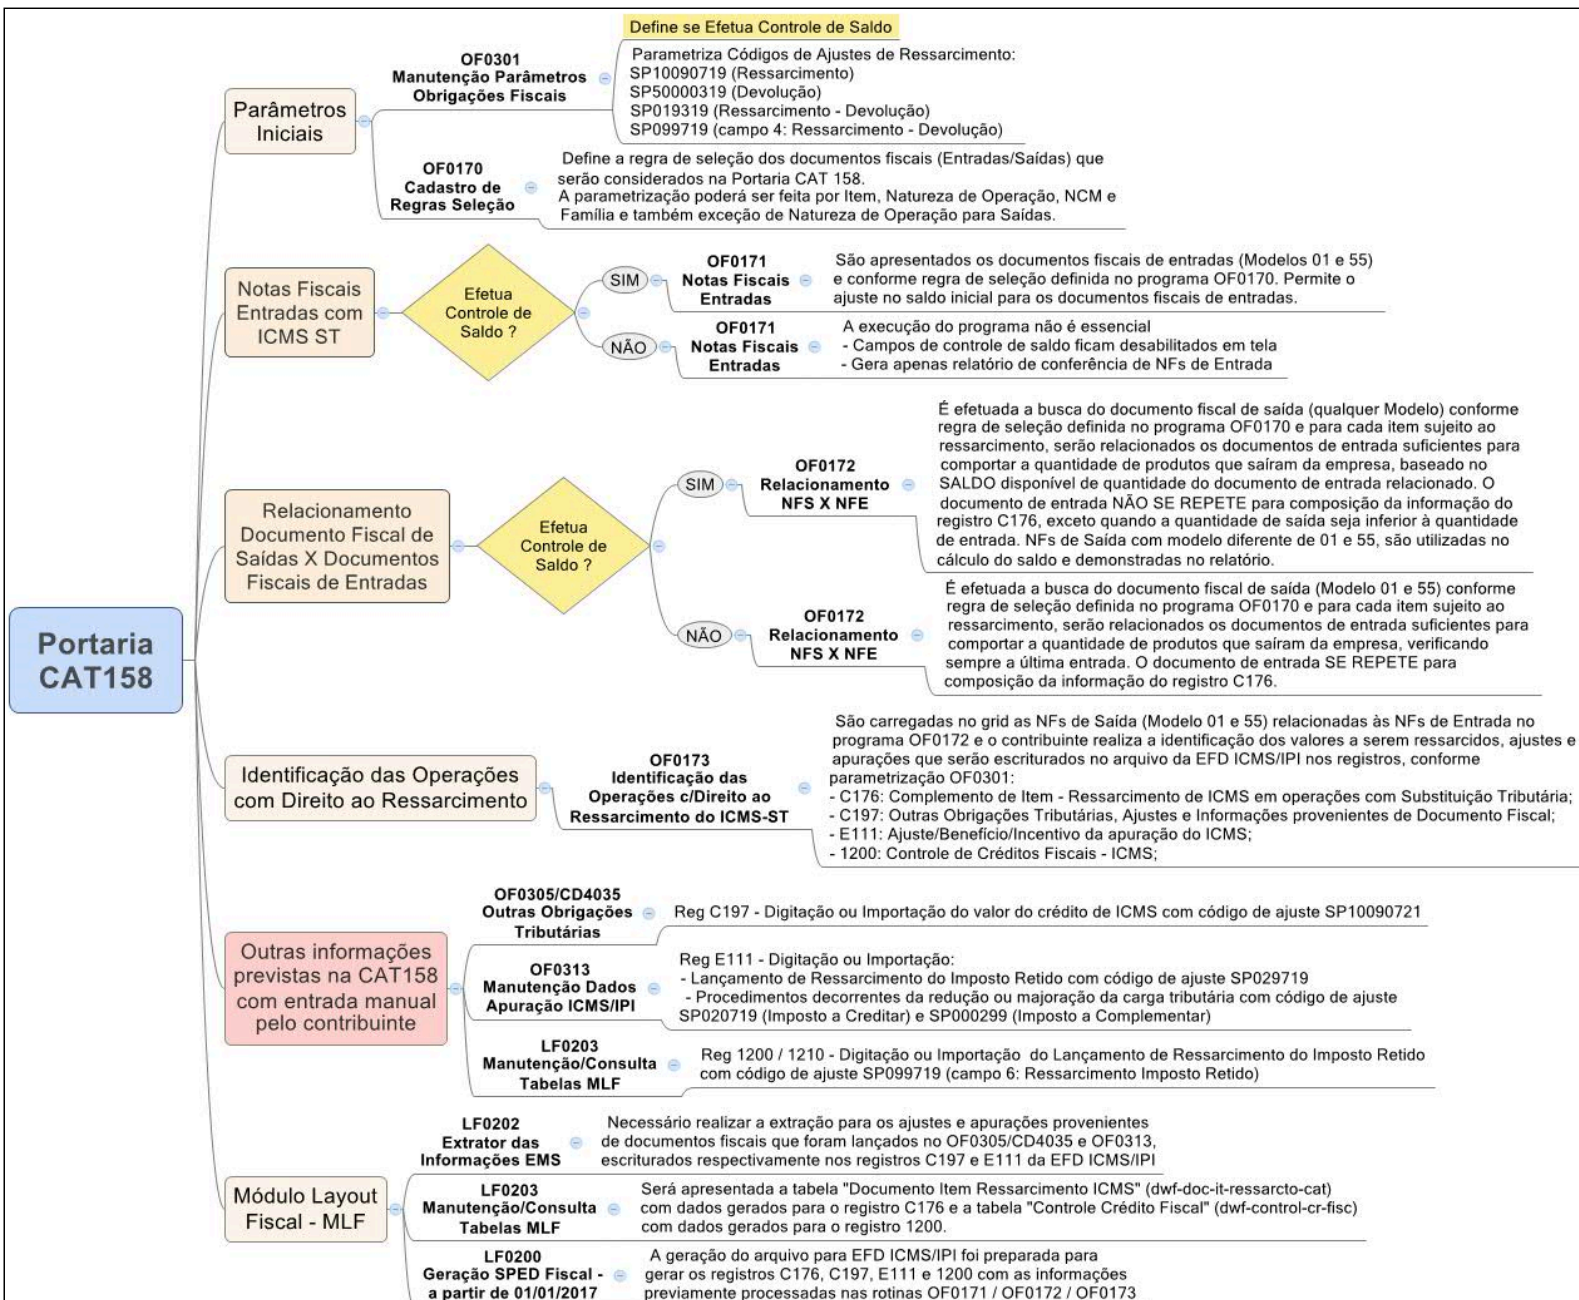 Portaria
CAT158
Parâmetros
Iniciais
OF0301
Manutenção Parâmetros
Obrigações Fiscais
Define se Efetua Controle de Saldo
Parametriza Códigos de Ajustes de Ressarcimento:
SP10090719 (Ressarcimento)
SP50000319 (Devolução)
SP019319 (Ressarcimento - Devolução)
SP099719 (campo 4: Ressarcimento - Devolução)
OF0170
Cadastro de
Regras Seleção
Define a regra de seleção dos documentos fiscais (Entradas/Saídas) que
serão considerados na Portaria CAT 158.
A parametrização poderá ser feita por Item, Natureza de Operação, NCM e
Família e também exceção de Natureza de Operação para Saídas.
Notas Fiscais
Entradas com
ICMS ST
Efetua
Controle de
Saldo ?
SIM
OF0171
Notas Fiscais
Entradas
São apresentados os documentos fiscais de entradas (Modelos 01 e 55)
e conforme regra de seleção definida no programa OF0170. Permite o
ajuste no saldo inicial para os documentos fiscais de entradas.
NÃO
OF0171
Notas Fiscais
Entradas
A execução do programa não é essencial
- Campos de controle de saldo ficam desabilitados em tela
- Gera apenas relatório de conferência de NFs de Entrada
Relacionamento
Documento Fiscal de
Saídas X Documentos
Fiscais de Entradas
Efetua
Controle de
Saldo ?
SIM
OF0172
Relacionamento
NFS X NFE
É efetuada a busca do documento fiscal de saída (qualquer Modelo) conforme
regra de seleção definida no programa OF0170 e para cada item sujeito ao
ressarcimento, serão relacionados os documentos de entrada suficientes para
comportar a quantidade de produtos que saíram da empresa, baseado no
SALDO disponível de quantidade do documento de entrada relacionado. O
documento de entrada NÃO SE REPETE para composição da informação do
registro C176, exceto quando a quantidade de saída seja inferior à quantidade
de entrada. NFs de Saída com modelo diferente de 01 e 55, são utilizadas no
cálculo do saldo e demonstradas no relatório.
NÃO
OF0172
Relacionamento
NFS X NFE
É efetuada a busca do documento fiscal de saída (Modelo 01 e 55) conforme
regra de seleção definida no programa OF0170 e para cada item sujeito ao
ressarcimento, serão relacionados os documentos de entrada suficientes para
comportar a quantidade de produtos que saíram da empresa, verificando
sempre a última entrada. O documento de entrada SE REPETE para
composição da informação do registro C176.
Identificação das Operações
com Direito ao Ressarcimento
OF0173
Identificação das
Operações c/Direito ao
Ressarcimento do ICMS-ST
São carregadas no grid as NFs de Saída (Modelo 01 e 55) relacionadas às NFs de Entrada no
programa OF0172 e o contribuinte realiza a identificação dos valores a serem ressarcidos, ajustes e
apurações que serão escriturados no arquivo da EFD ICMS/IPI nos registros, conforme
parametrização OF0301:
- C176: Complemento de Item - Ressarcimento de ICMS em operações com Substituição Tributária;
- C197: Outras Obrigações Tributárias, Ajustes e Informações provenientes de Documento Fiscal;
- E111: Ajuste/Benefício/Incentivo da apuração do ICMS;
- 1200: Controle de Créditos Fiscais - ICMS;
Outras informações
previstas na CAT158
com entrada manual
pelo contribuinte
OF0305/CD4035
Outras Obrigações
Tributárias
Reg C197 - Digitação ou Importação do valor do crédito de ICMS com código de ajuste SP10090721
OF0313
Manutenção Dados
Apuração ICMS/IPI
Reg E111 - Digitação ou Importação:
- Lançamento de Ressarcimento do Imposto Retido com código de ajuste SP029719
- Procedimentos decorrentes da redução ou majoração da carga tributária com código de ajuste
SP020719 (Imposto a Creditar) e SP000299 (Imposto a Complementar)
LF0203
Manutenção/Consulta
Tabelas MLF
Reg 1200 / 1210 - Digitação ou Importação do Lançamento de Ressarcimento do Imposto Retido
com código de ajuste SP099719 (campo 6: Ressarcimento Imposto Retido)
Módulo Layout
Fiscal - MLF
LF0202
Extrator das
Informações EMS
Necessário realizar a extração para os ajustes e apurações provenientes
de documentos fiscais que foram lançados no OF0305/CD4035 e OF0313,
escriturados respectivamente nos registros C197 e E111 da EFD ICMS/IPI
LF0203
Manutenção/Consulta
Tabelas MLF
Será apresentada a tabela "Documento Item Ressarcimento ICMS" (dwf-doc-it-ressarcto-cat)
com dados gerados para o registro C176 e a tabela "Controle Crédito Fiscal" (dwf-control-cr-fisc)
com dados gerados para o registro 1200.
LF0200
Geração SPED Fiscal -
a partir de 01/01/2017
A geração do arquivo para EFD ICMS/IPI foi preparada para
gerar os registros C176, C197, E111 e 1200 com as informações
previamente processadas nas rotinas OF0171 / OF0172 / OF0173